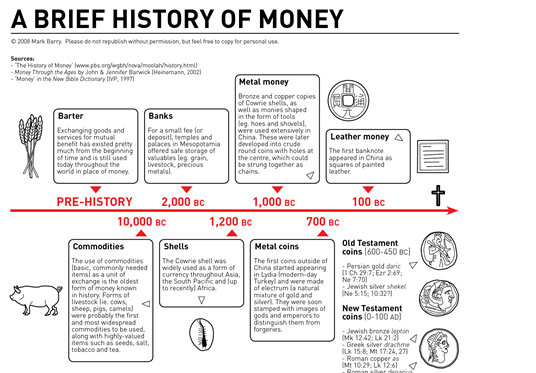 A BRIEF HISTORY OF MONEY
© 2008 Mark Barry. Please do not republish without permission, but feel free to copy for personal use.
Sources:
- 'The History of Money' (www.pbs.org/wgbh/nova/moolah/history.html)
- Money Through the Ages by John & Jennifer Barwick (Heinemann, 2002)
- 'Money' in the New Bible Dictionary (IVP, 1997)
Barter
Exchanging goods and
services for mutual
benefit has existed pretty
much from the beginning
of time and is still used
today throughout the
world in place of money.
Banks
For a small fee (or
deposit), temples and
palaces in Mesopotamia
offered safe storage of
valuables (eg. grain,
livestock, precious
metals).
Metal money
Bronze and copper copies
of Cowrie shells, as
well as monies shaped
in the form of tools
(eg. hoes and shovels),
were used extensively in
China. These were later
developed into crude
round coins with holes at
the centre, which could
be strung together as
chains.
Leather money
The first banknote
appeared in China as
squares of painted
leather.
PRE-HISTORY
2,000 BC
1,000 BC
100 BC
10,000 BC
1,200 BC
700 BC
Commodities
The use of commodities
(basic, commonly needed
items) as a unit of
exchange is the oldest
form of money known
in history. Forms of
livestock (ie. cows,
sheep, pigs, camels)
were probably the first
and most widespread
commodities to be used,
along with highly-valued
items such as seeds, salt,
tobacco and tea.
Shells
The Cowrie shell was
widely used as a form of
currency throughout Asia,
the South Pacific and (up
to recently) Africa.
Metal coins
The first coins outside of
China started appearing
in Lydia (modern-day
Turkey) and were made
of electrum (a natural
mixture of gold and
silver). They were soon
stamped with images of
gods and emperors to
distinguish them from
forgeries.
Old Testament
coins (600-450 BC)
- Persian gold daric
(1 Ch 29:7; Ezr 2:69;
Ne 7:70)
- Jewish silver shekel
(Ne 5:15; 10:32?)
New Testament
coins (0-100 AD)
- Jewish bronze lepton
(Mk 12:42; Lk 21:2)
- Greek silver drachme
(Lk 15:8; Mt 17:24, 27)
- Roman copper as
(Mt 10:29; Lk 12:6)
- Roman silver denarius